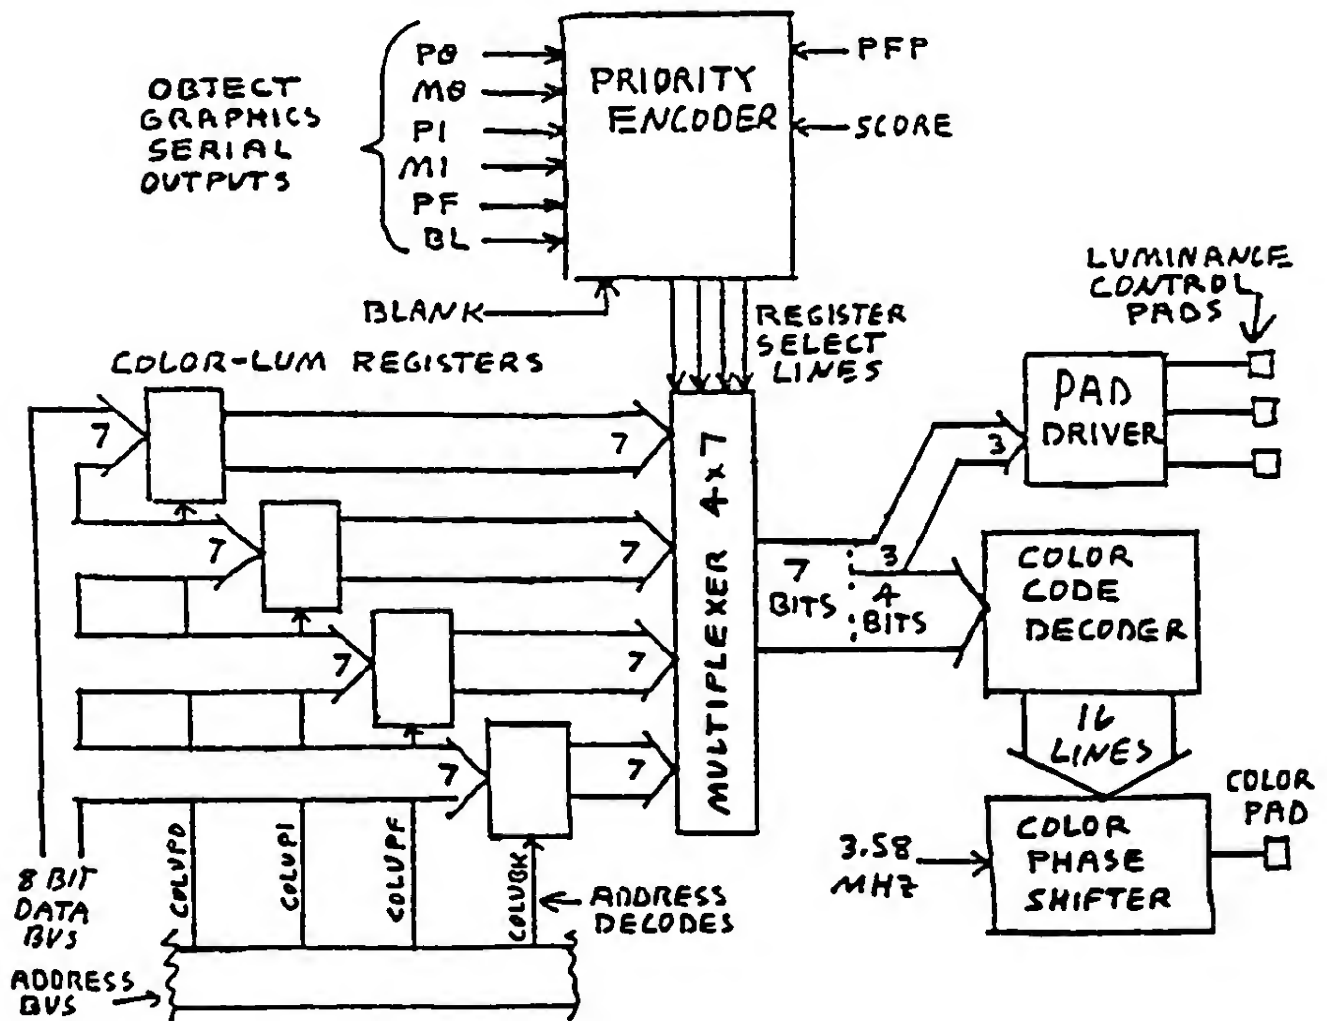 OBJECT
GRAPHICS
SERIAL
OUTPUTS
PØ
MØ
P1
M1
PF
BL
PRIORITY
ENCODER
PFP
SCORE
BLANK
REGISTER
SELECT
LINES
LUMINANCE
CONTROL
PADS
COLOR-LUM REGISTERS
7
7
7
7
7
7
7
7
MULTIPLEXER 4x7
7
BITS
3
4
BITS
3
PAD
DRIVER
COLOR
CODE
DECODER
16
LINES
COLOR
PHASE
SHIFTER
COLOR
PAD
3.58
MHZ
8 BIT
DATA
BUS
COLUP0
COLUP1
COLUPF
COLUBK
ADDRESS
DECODES
ADDRESS
BUS